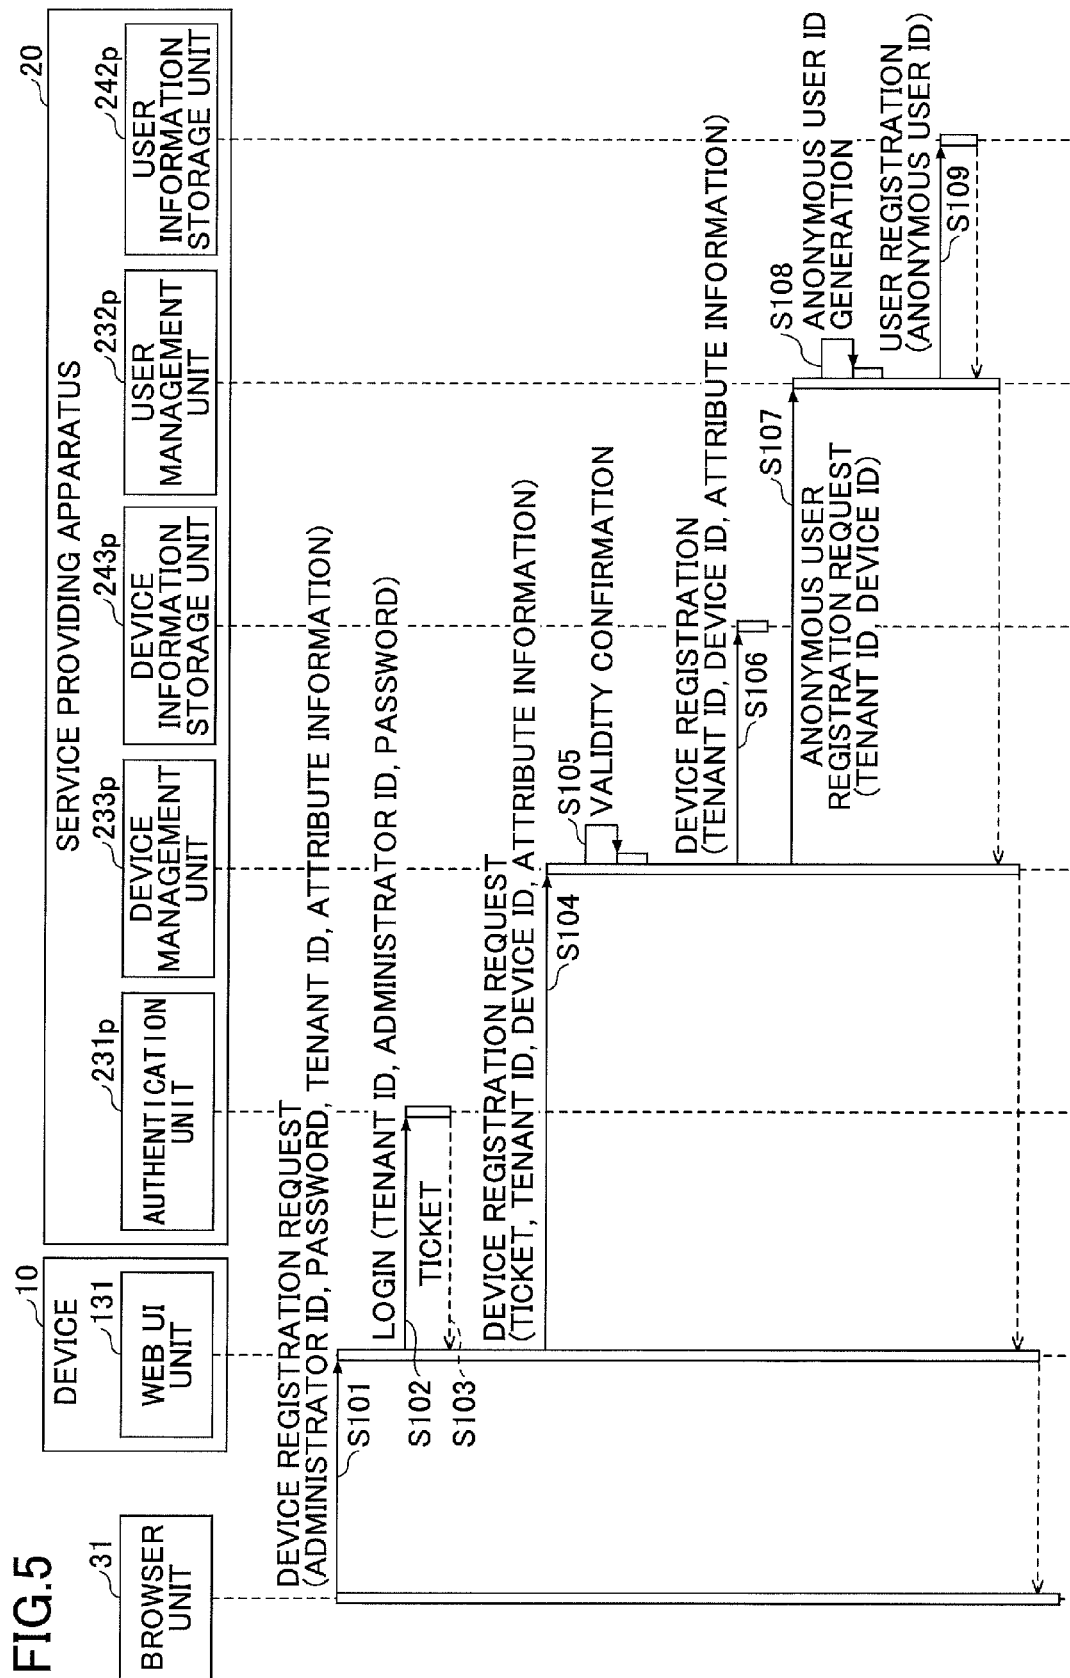 FIG.5
31
BROWSER
UNIT
10
DEVICE
131
WEB UI
UNIT
20
SERVICE PROVIDING APPARATUS
231p
AUTHENTICATION
UNIT
233p
DEVICE
MANAGEMENT
UNIT
243p
DEVICE
INFORMATION
STORAGE UNIT
232p
USER
MANAGEMENT
UNIT
242p
USER
INFORMATION
STORAGE UNIT
DEVICE REGISTRATION REQUEST
(ADMINISTRATOR ID, PASSWORD, TENANT ID, ATTRIBUTE INFORMATION)
S101
LOGIN (TENANT ID, ADMINISTRATOR ID, PASSWORD)
S102
TICKET
S103
DEVICE REGISTRATION REQUEST
(TICKET, TENANT ID, DEVICE ID, ATTRIBUTE INFORMATION)
S104
S105
VALIDITY CONFIRMATION
DEVICE REGISTRATION
(TENANT ID, DEVICE ID, ATTRIBUTE INFORMATION)
S106
S107
ANONYMOUS USER
REGISTRATION REQUEST
(TENANT ID, DEVICE ID)
S108
ANONYMOUS USER ID
GENERATION
USER REGISTRATION
(ANONYMOUS USER ID)
S109